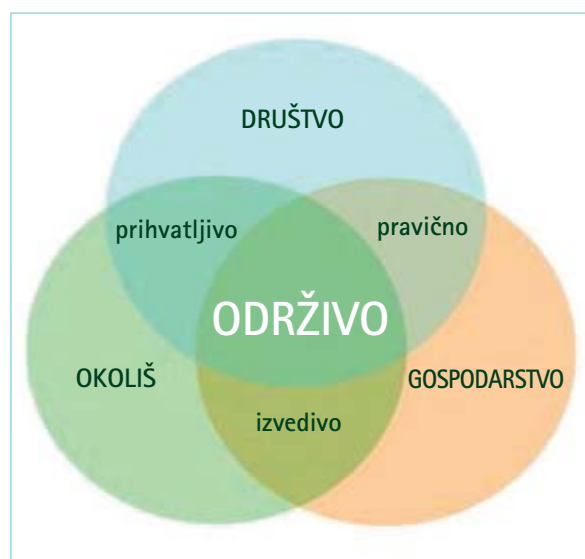 DRUŠTVO
prihvatljivo
pravično
ODRŽIVO
OKOLIŠ
GOSPODARSTVO
izvedivo